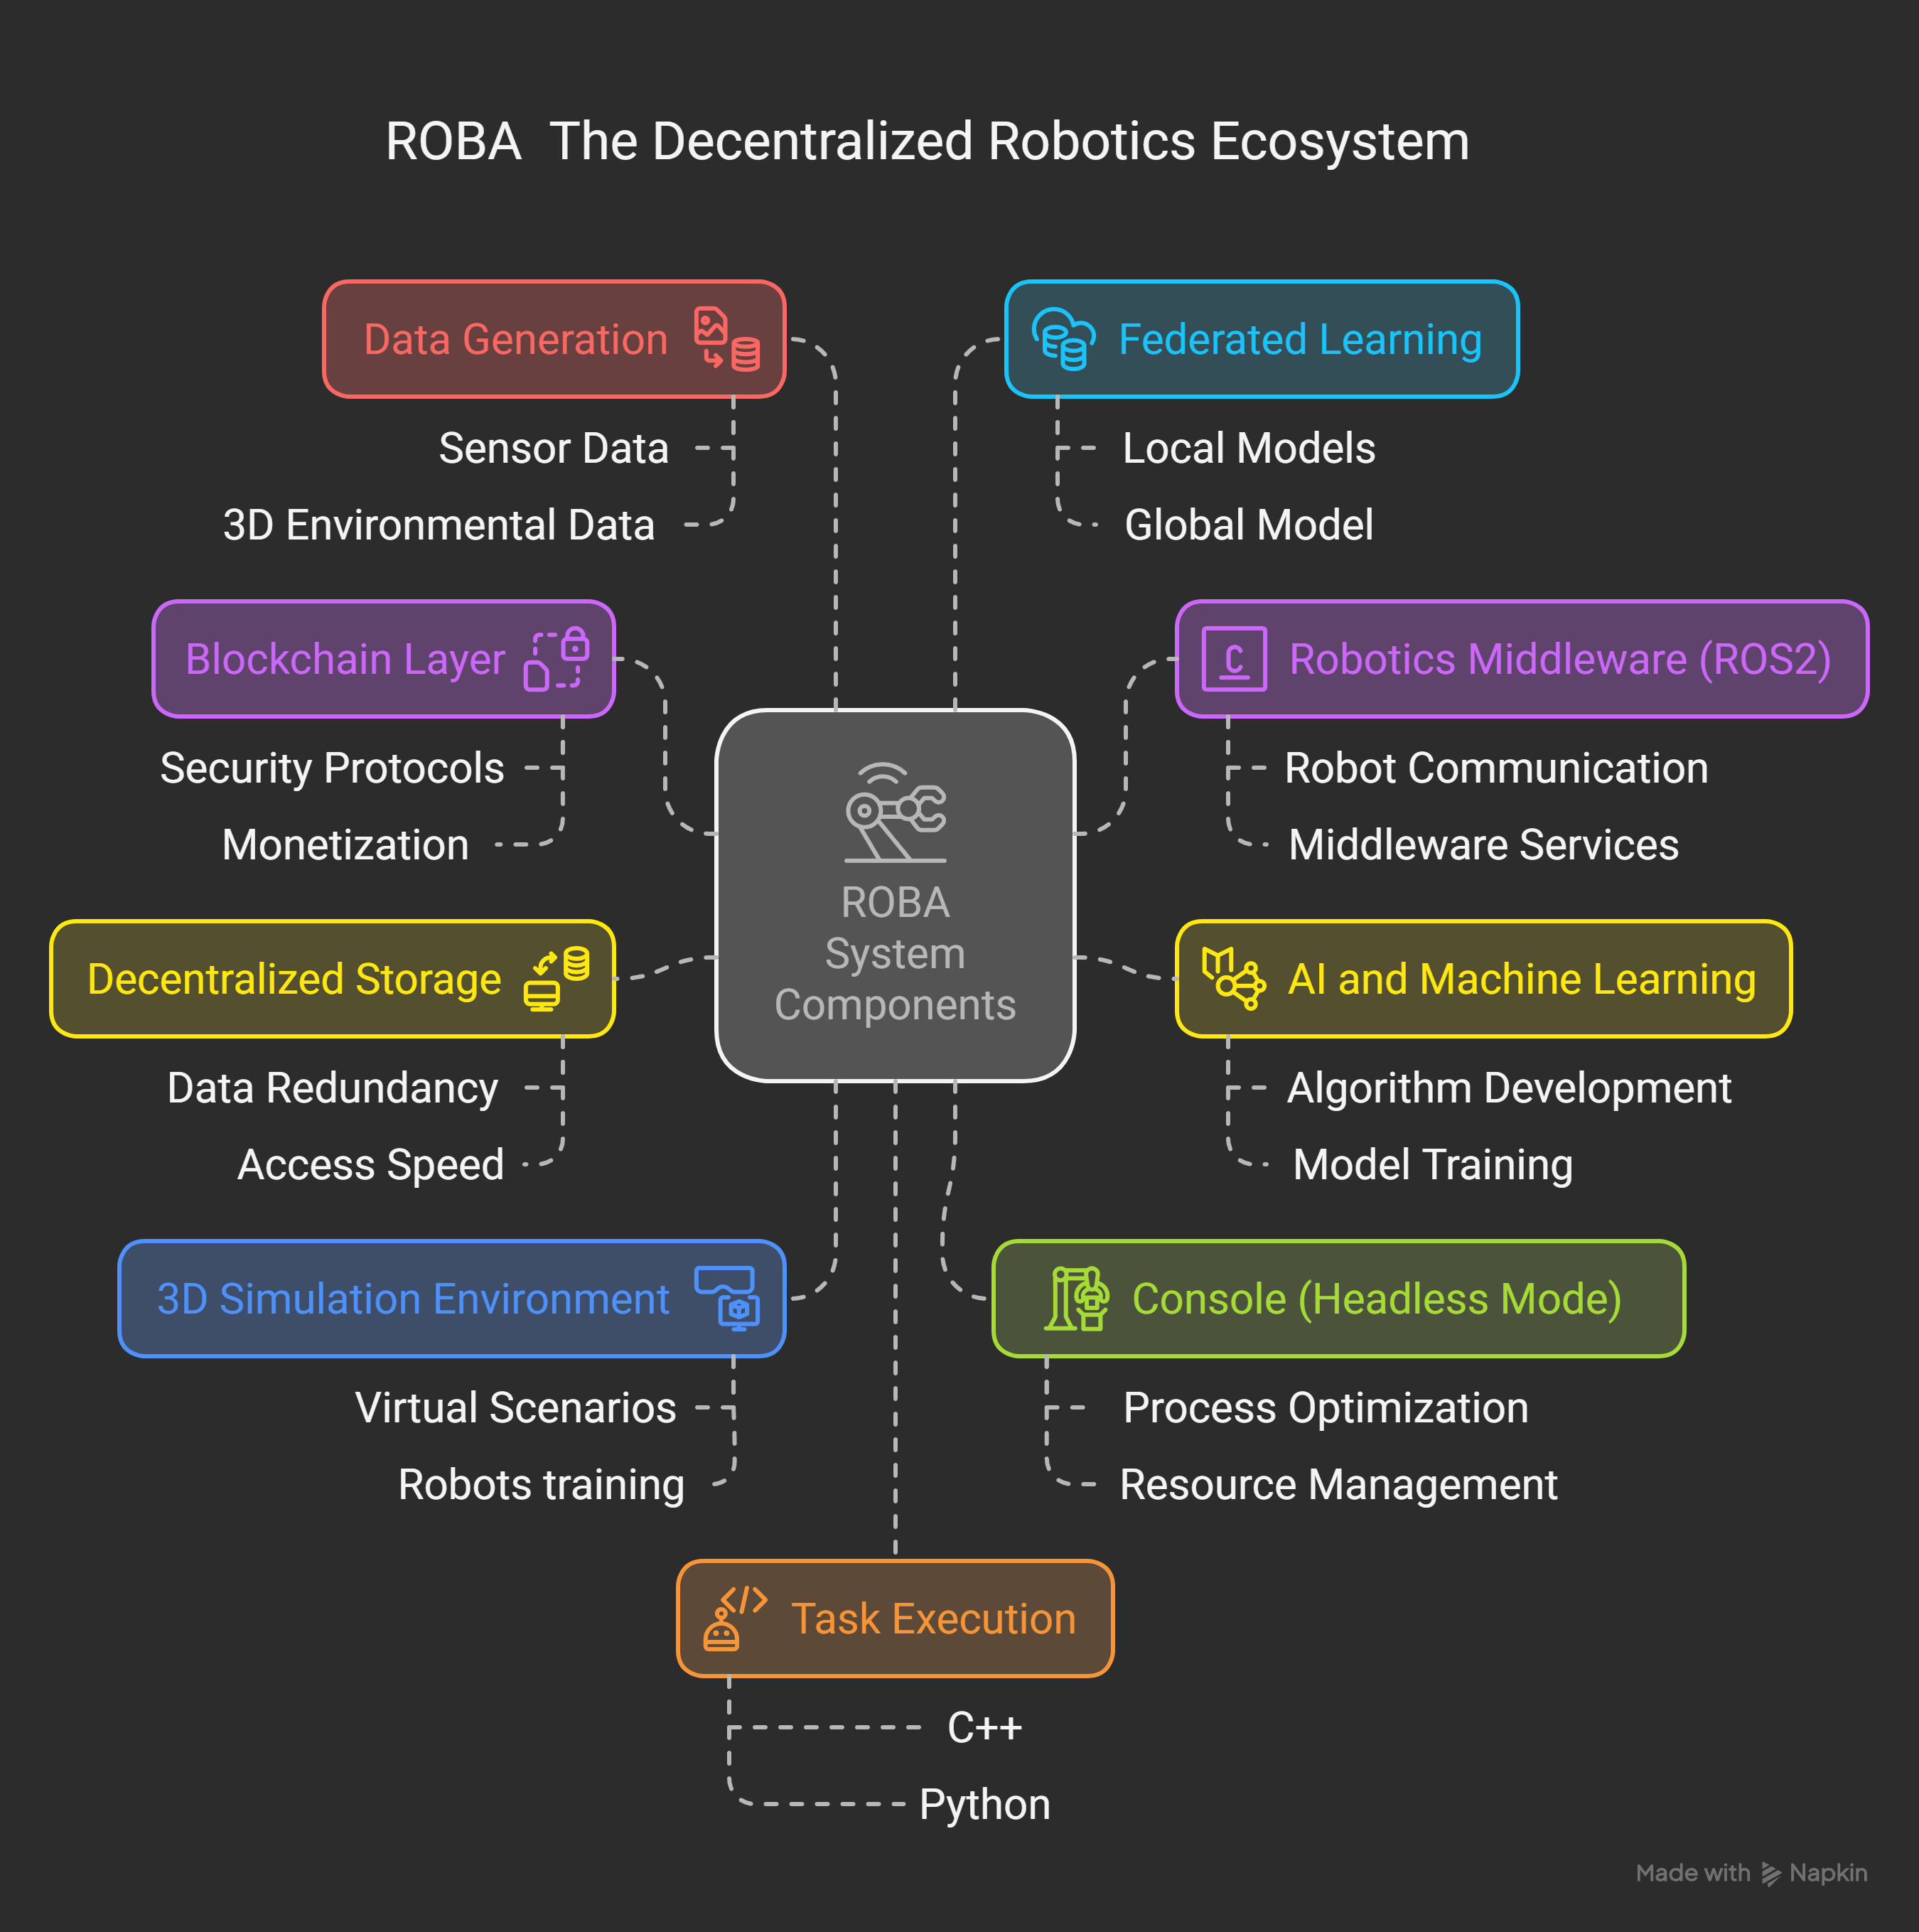 ROBA The Decentralized Robotics Ecosystem
Data Generation
Sensor Data
3D Environmental Data
Federated Learning
Local Models
Global Model
Blockchain Layer
Security Protocols
Monetization
Robotics Middleware (ROS2)
C
Robot Communication
Middleware Services
ROBA
System
Components
Decentralized Storage
Data Redundancy
Access Speed
AI and Machine Learning
Algorithm Development
Model Training
3D Simulation Environment
Virtual Scenarios
Robots training
Console (Headless Mode)
Process Optimization
Resource Management
Task Execution
C++
Python
Made with Napkin